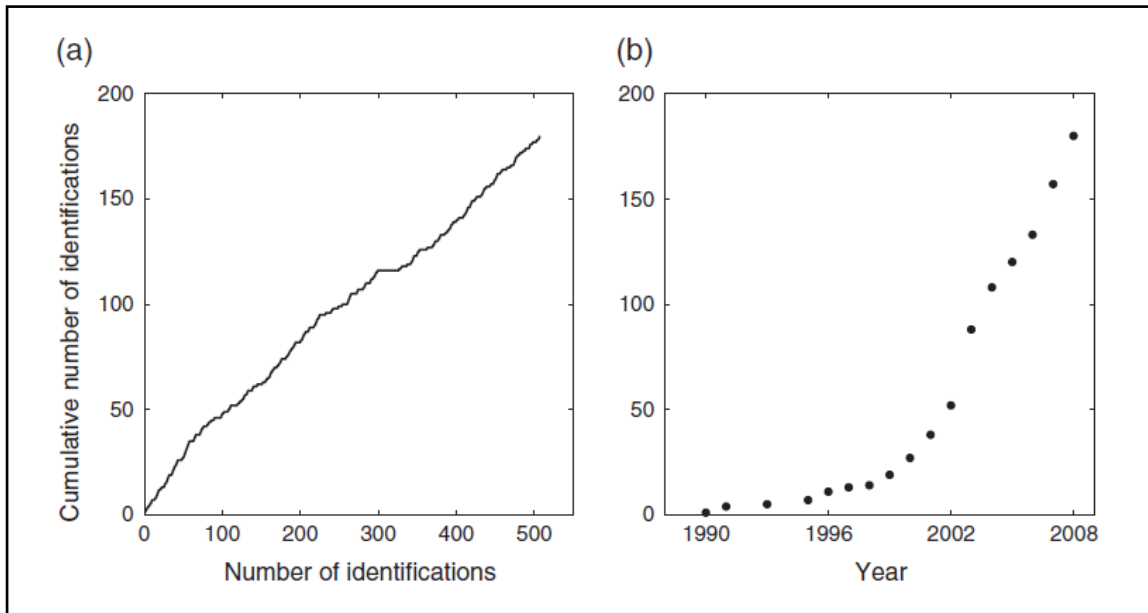 (a)
(b)
Cumulative number of identifications
200
150
100
50
0
0 100 200 300 400 500
Number of identifications
200
150
100
50
0
1990 1996 2002 2008
Year